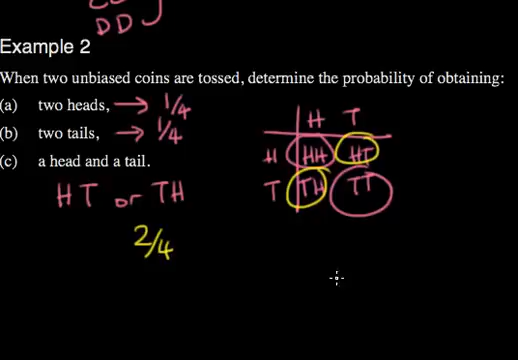 DD
Example 2
When two unbiased coins are tossed, determine the probability of obtaining:
(a) two heads, → 1/4
(b) two tails, → 1/4
(c) a head and a tail.
H T
H HH HT
T TH TT
HT or TH
2/4